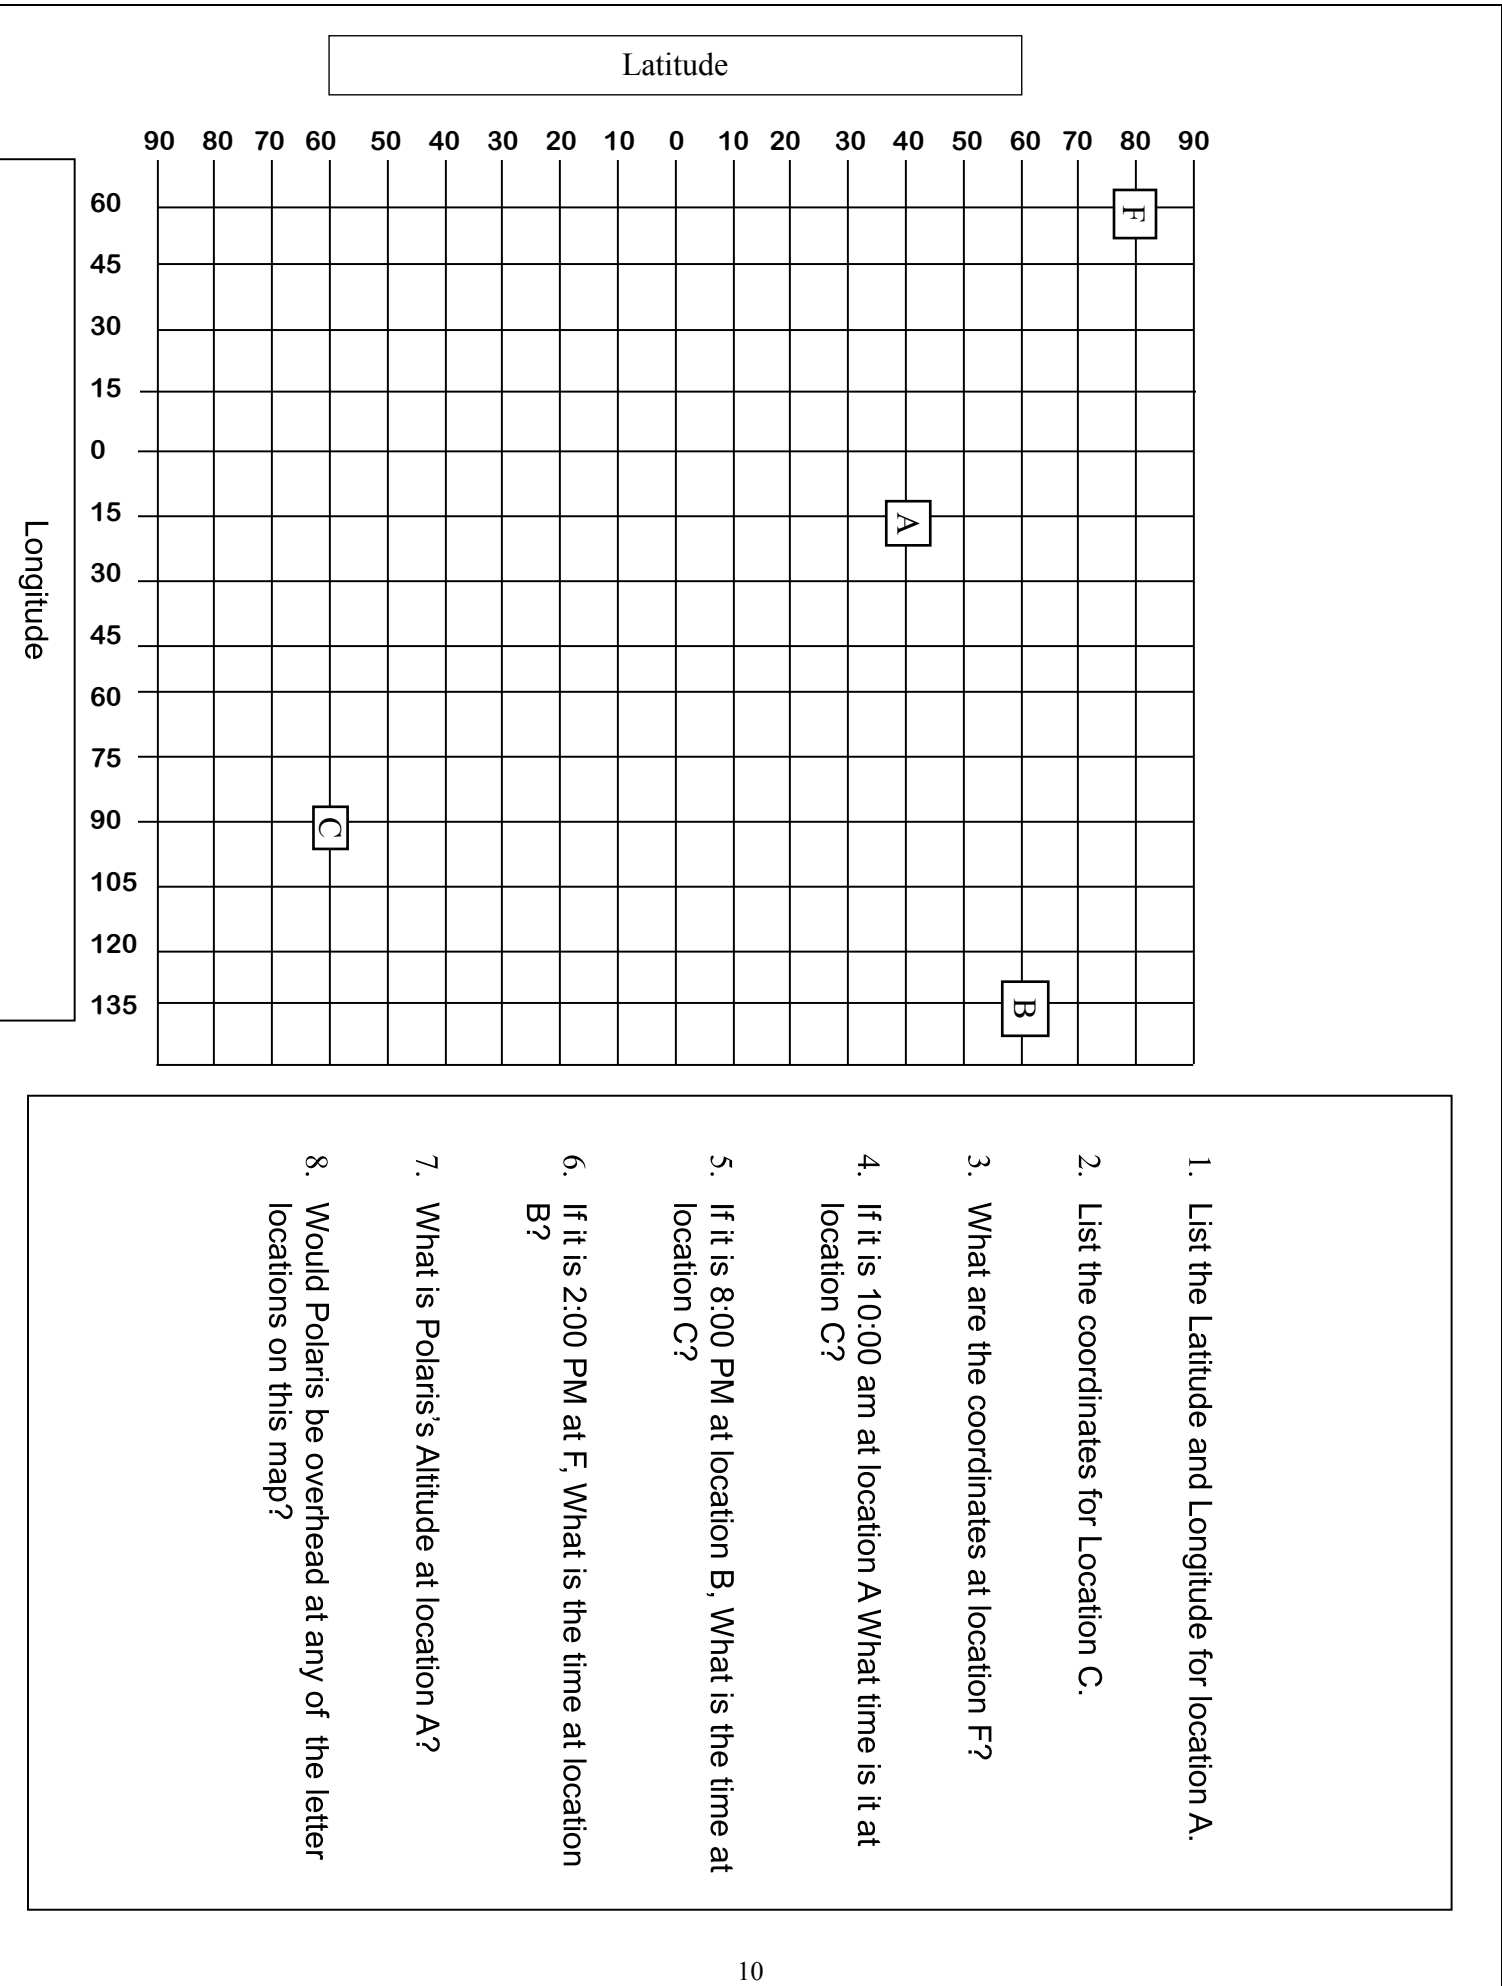 Latitude
90 80 70 60 50 40 30 20 10 0 10 20 30 40 50 60 70 80 90
Longitude
60
45
30
15
0
15
30
45
60
75
90
105
120
135
F
A
C
B
1. List the Latitude and Longitude for location A.
2. List the coordinates for Location C.
3. What are the coordinates at location F?
4. If it is 10:00 am at location A What time is it at
location C?
5. If it is 8:00 PM at location B, What is the time at
location C?
6. If it is 2:00 PM at F, What is the time at location
B?
7. What is Polaris's Altitude at location A?
8. Would Polaris be overhead at any of the letter
locations on this map?
10